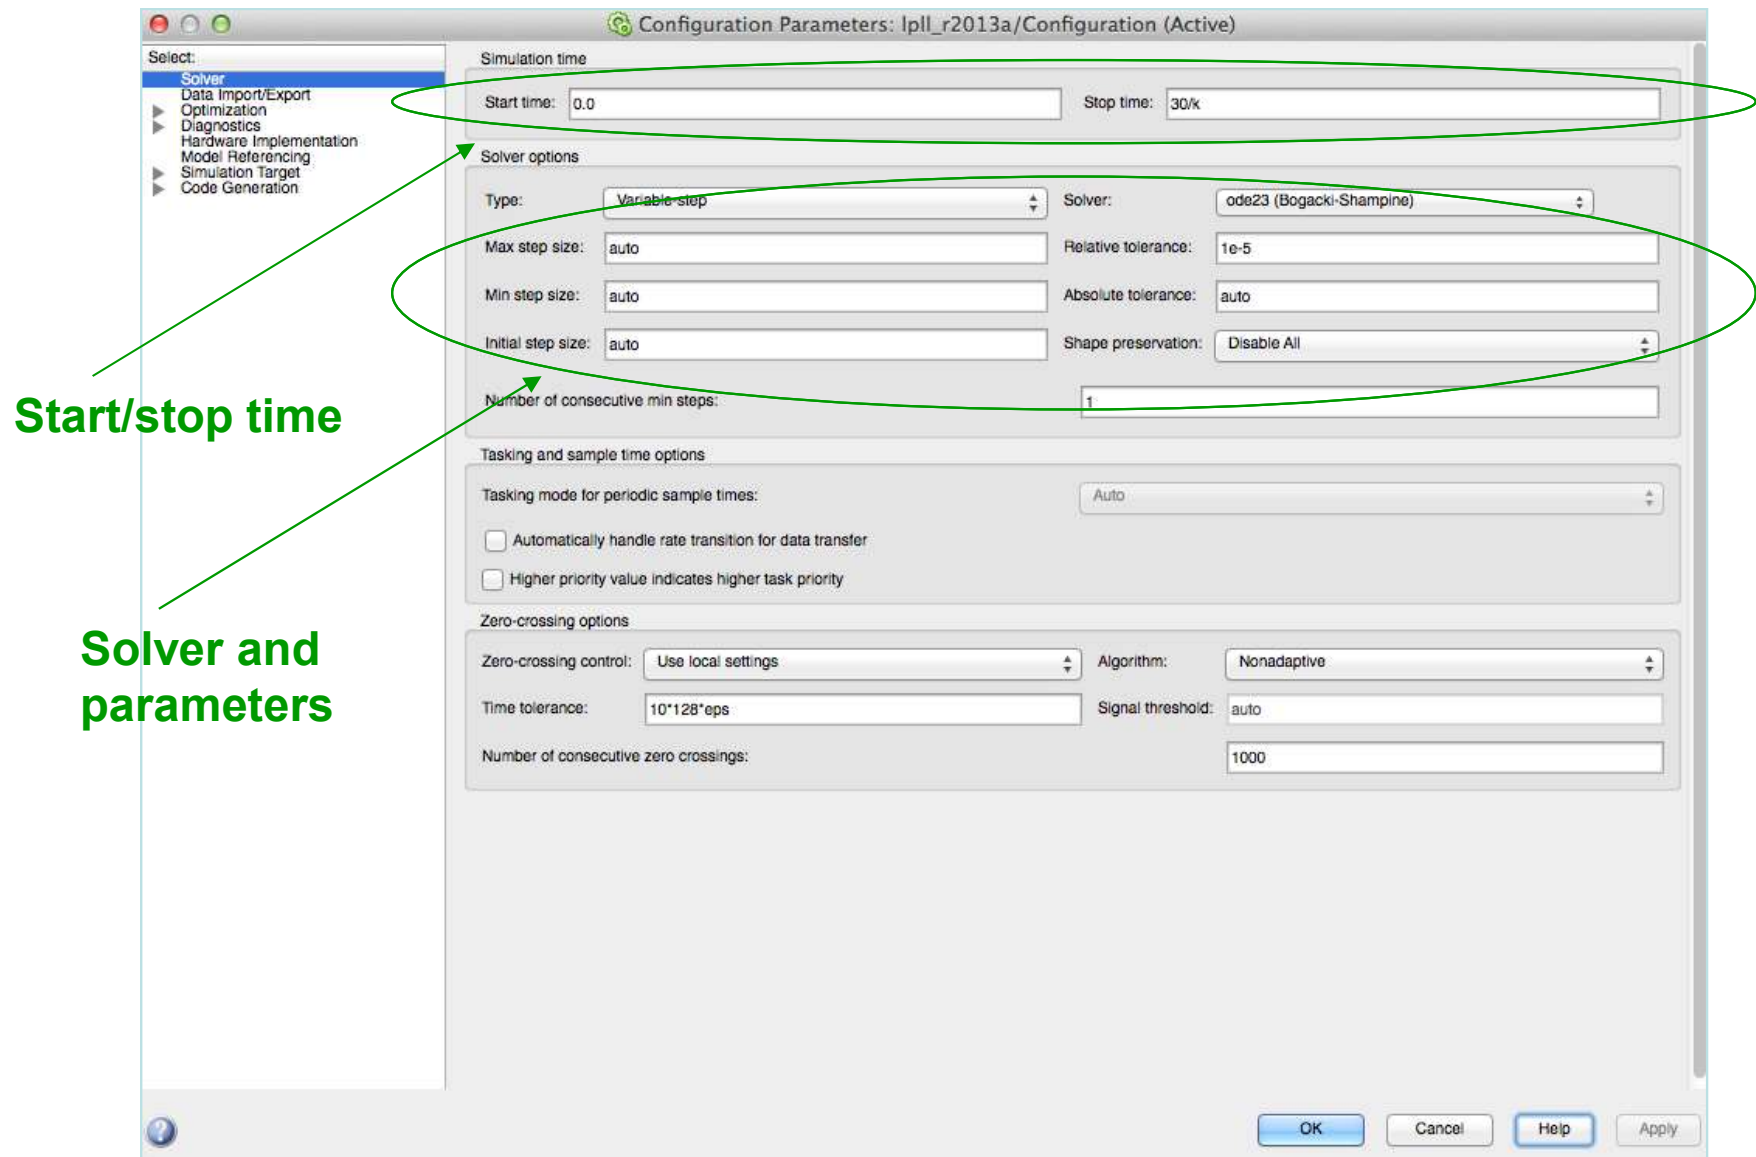 Configuration Parameters: lpll_r2013a/Configuration (Active)
Select:
Solver
Data Import/Export
Optimization
Diagnostics
Hardware Implementation
Model Referencing
Simulation Target
Code Generation
Simulation time
Start time: 0.0 Stop time: 30/k
Solver options
Type: Variable-step Solver: ode23 (Bogacki-Shampine)
Max step size: auto Relative tolerance: 1e-5
Min step size: auto Absolute tolerance: auto
Initial step size: auto Shape preservation: Disable All
Number of consecutive min steps: 1
Tasking and sample time options
Tasking mode for periodic sample times: Auto
Automatically handle rate transition for data transfer
Higher priority value indicates higher task priority
Zero-crossing options
Zero-crossing control: Use local settings Algorithm: Nonadaptive
Time tolerance: 10*128*eps Signal threshold: auto
Number of consecutive zero crossings: 1000
Start/stop time
Solver and
parameters
? OK Cancel Help Apply